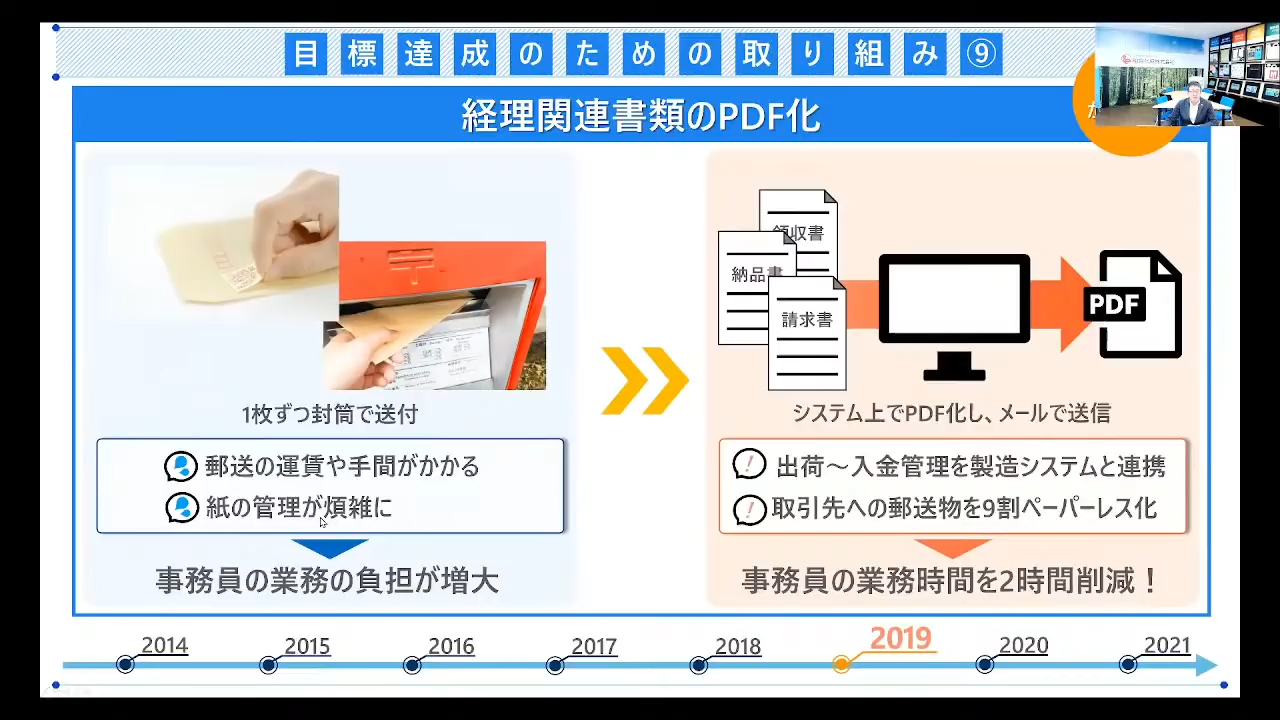 目標達成のための取り組み⑨
経理関連書類のPDF化
領収書
納品書
請求書
PDF
1枚ずつ封筒で送付
システム上でPDF化し、メールで送信
郵送の運賃や手間がかかる
紙の管理が煩雑に
出荷～入金管理を製造システムと連携
取引先への郵送物を9割ペーパーレス化
事務員の業務の負担が増大
事務員の業務時間を2時間削減！
2014
2015
2016
2017
2018
2019
2020
2021